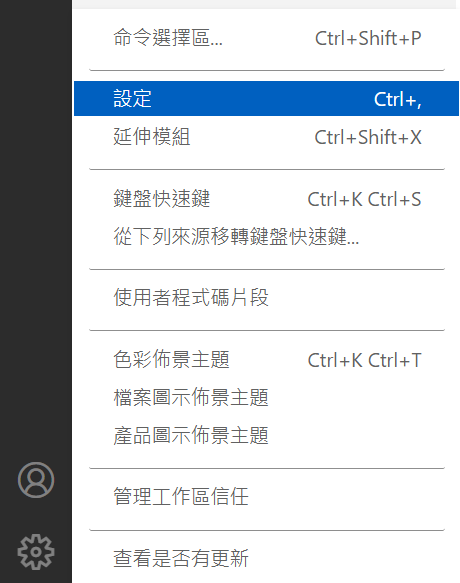 命令選擇區... Ctrl+Shift+P
設定 Ctrl+,
延伸模組 Ctrl+Shift+X
鍵盤快速鍵 Ctrl+K Ctrl+S
從下列來源移轉鍵盤快速鍵...
使用者程式碼片段
色彩佈景主題 Ctrl+K Ctrl+T
檔案圖示佈景主題
產品圖示佈景主題
管理工作區信任
查看是否有更新